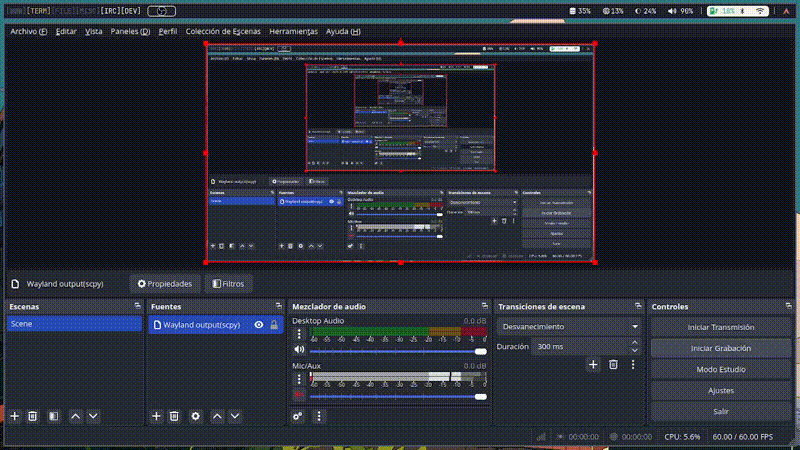 [WWW][TERM][FILE][MISC][IRC][DEV] 35% 13% 24% 90% 18%
Archivo (F) Editar Vista Paneles (D) Perfil Colección de Escenas Herramientas Ayuda (H)
Wayland output(scpy) Propiedades Filtros
Escenas Fuentes Mezclador de audio Transiciones de escena Controles
Scene
Wayland output(scpy)
Desktop Audio 0.0 dB
-60 -55 -50 -45 -40 -35 -30 -25 -20 -15 -10 -5 0
Mic/Aux 0.0 dB
-60 -55 -50 -45 -40 -35 -30 -25 -20 -15 -10 -5 0
Desvanecimiento
Duración 300 ms
Iniciar Transmisión
Iniciar Grabación
Modo Estudio
Ajustes
Salir
00:00:00 00:00:00 CPU: 5.6% 60.00 / 60.00 FPS